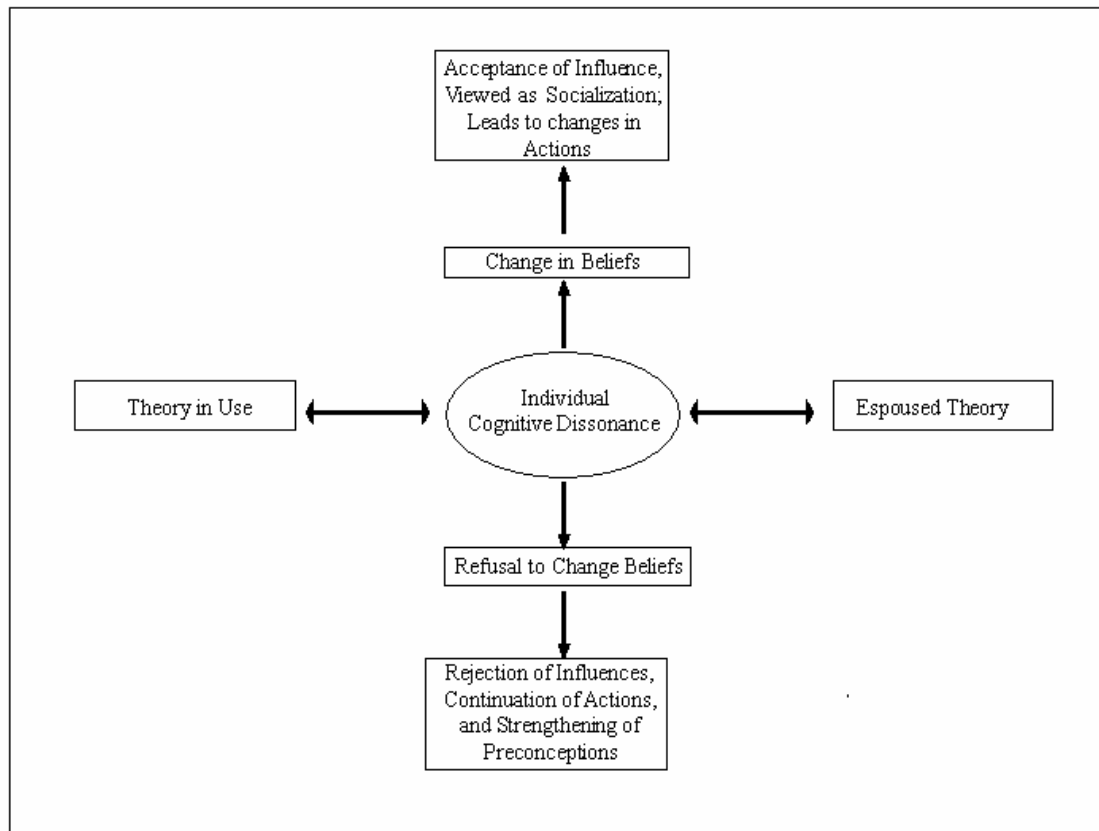 Acceptance of Influence,
Viewed as Socialization;
Leads to changes in
Actions
Change in Beliefs
Theory in Use
Individual
Cognitive Dissonance
Espoused Theory
Refusal to Change Beliefs
Rejection of Influences,
Continuation of Actions,
and Strengthening of
Preconceptions